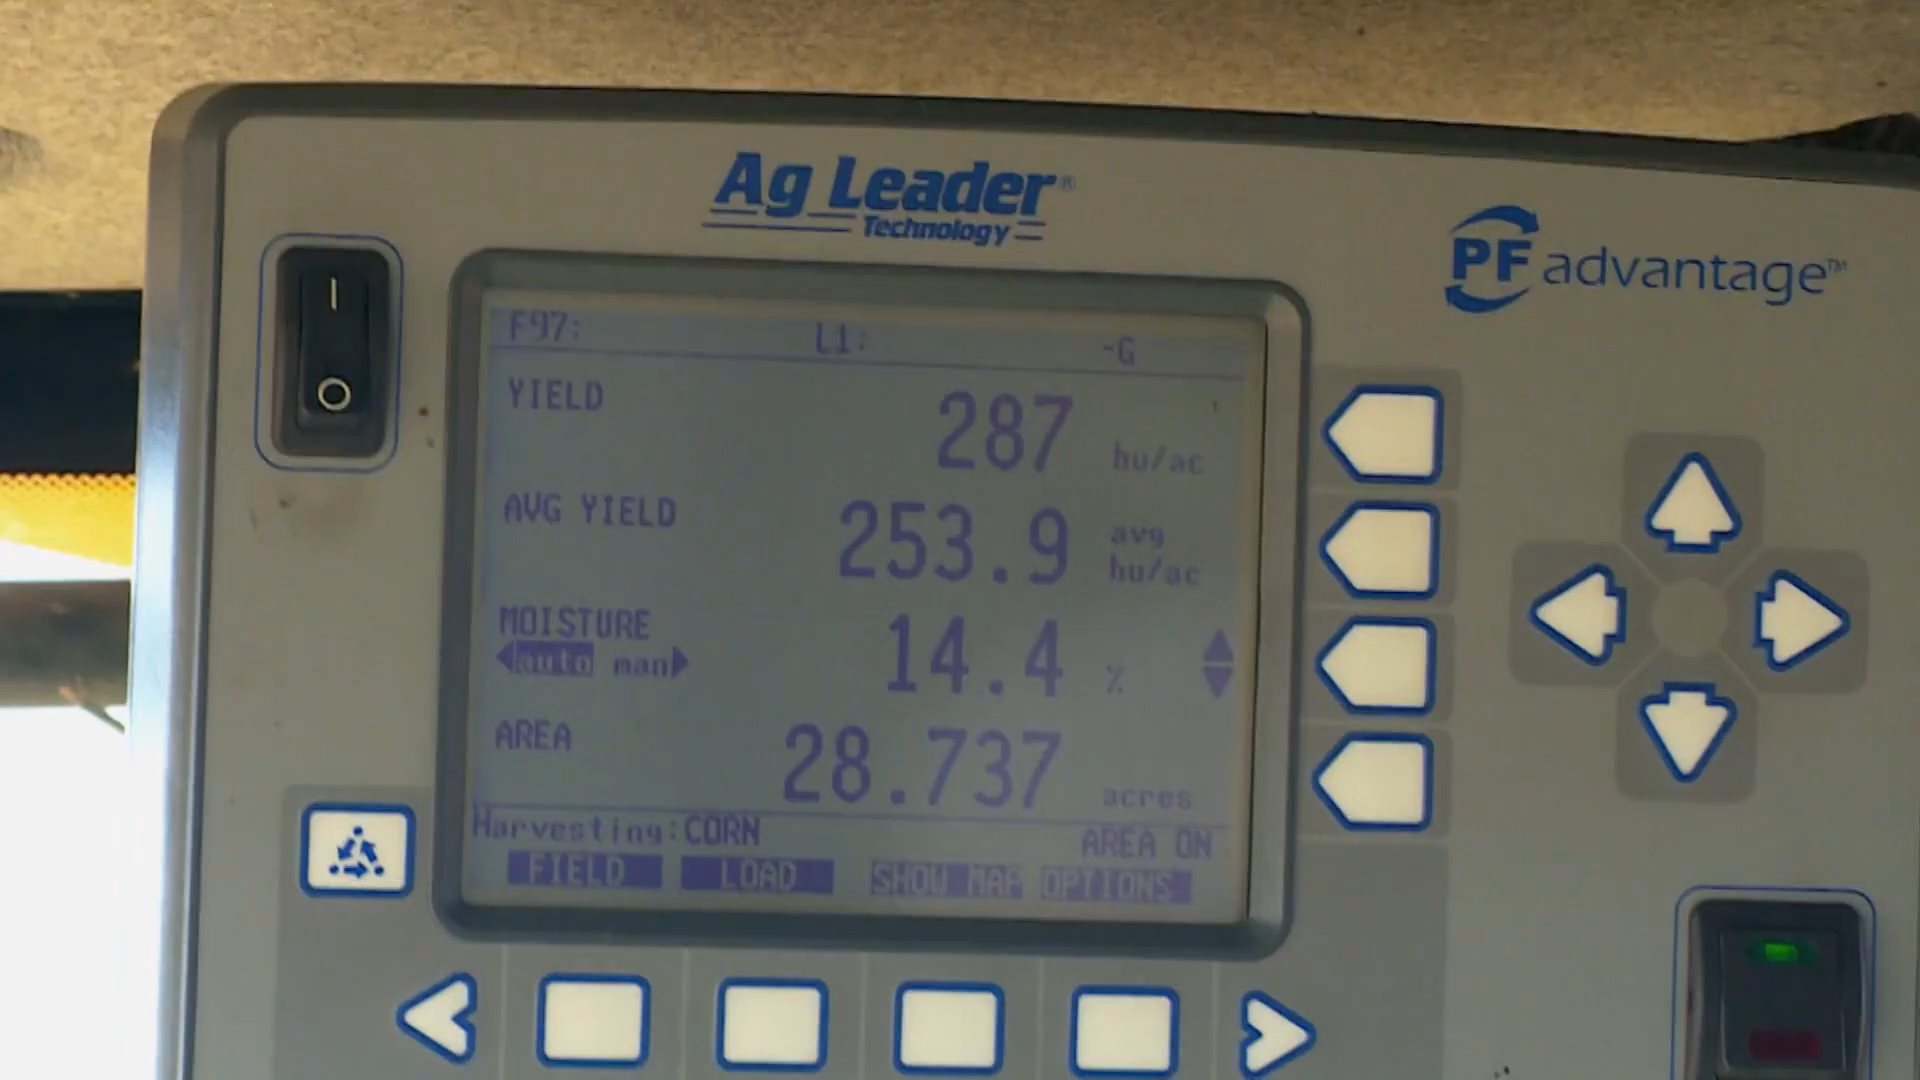 Ag Leader®
Technology
PF advantage™
F97: L1: -G
YIELD 287 bu/ac
AVG YIELD 253.9 avg bu/ac
MOISTURE 14.4 %
auto man
AREA 28.737 acres
Harvesting:CORN AREA ON
FIELD LOAD SHOW MAP OPTIONS